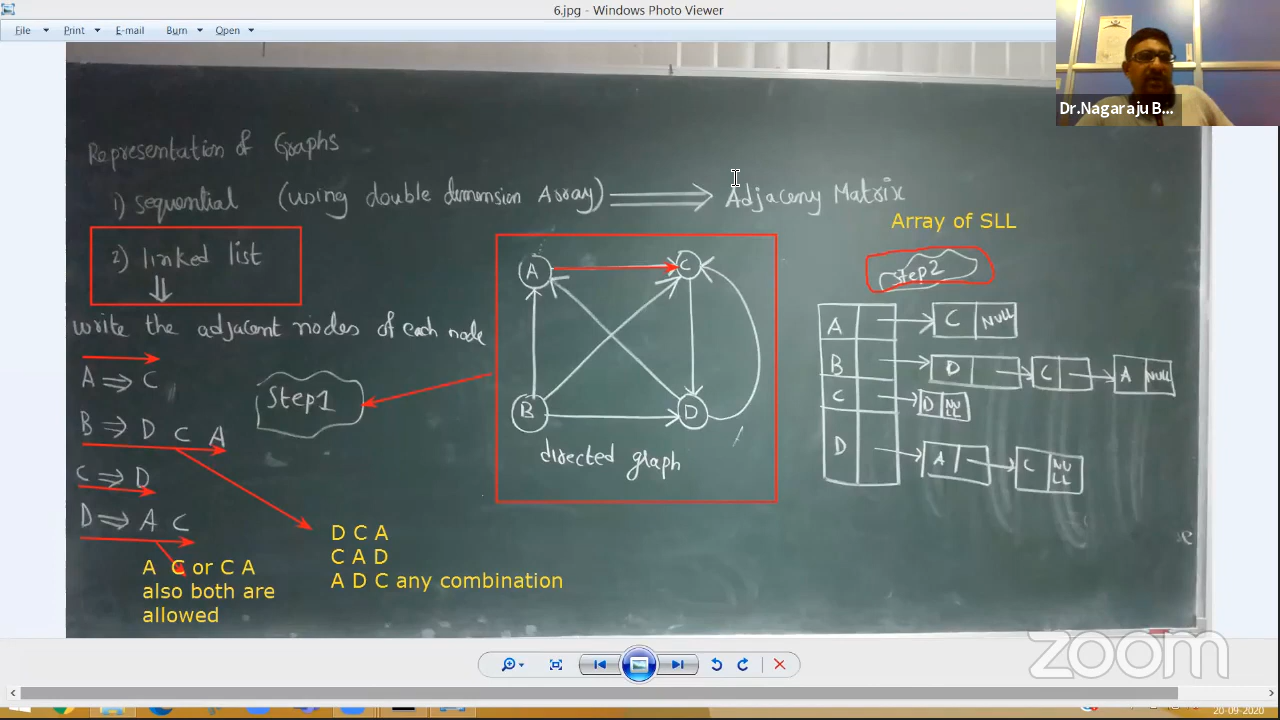 6.jpg - Windows Photo Viewer
File Print E-mail Burn Open
Dr.Nagaraju B...
Representation of Graphs
1) Sequential (using double dimension Array) ⟹ Adjaceny Matrix
Array of SLL
2) linked list
⇓
Step2
write the adjacent nodes of each node
A ⇒ C
B ⇒ D C A
C ⇒ D
D ⇒ A C
Step1
A C
B D
directed graph
A → C NULL
B → D → C → A NULL
C → D NULL
D → A → C NULL
D C A
C A D
A D C any combination
A C or C A
also both are
allowed
e
zoom
20-09-2020